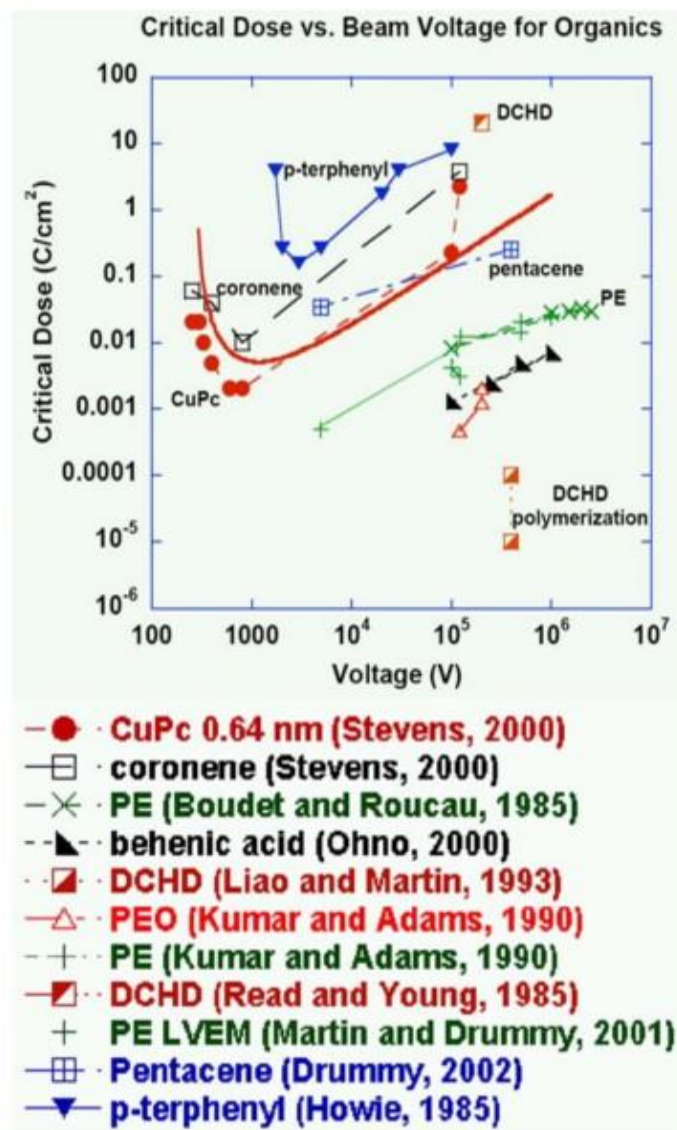 Critical Dose vs. Beam Voltage for Organics
Critical Dose (C/cm²)
100
10
1
0.1
0.01
0.001
0.0001
10⁻⁵
10⁻⁶
DCHD
p-terphenyl
coronene
pentacene
PE
CuPc
DCHD
polymerization
100 1000 10⁴ 10⁵ 10⁶ 10⁷
Voltage (V)
CuPc 0.64 nm (Stevens, 2000)
coronene (Stevens, 2000)
PE (Boudet and Roucau, 1985)
behenic acid (Ohno, 2000)
DCHD (Liao and Martin, 1993)
PEO (Kumar and Adams, 1990)
PE (Kumar and Adams, 1990)
DCHD (Read and Young, 1985)
PE LVEM (Martin and Drummy, 2001)
Pentacene (Drummy, 2002)
p-terphenyl (Howie, 1985)